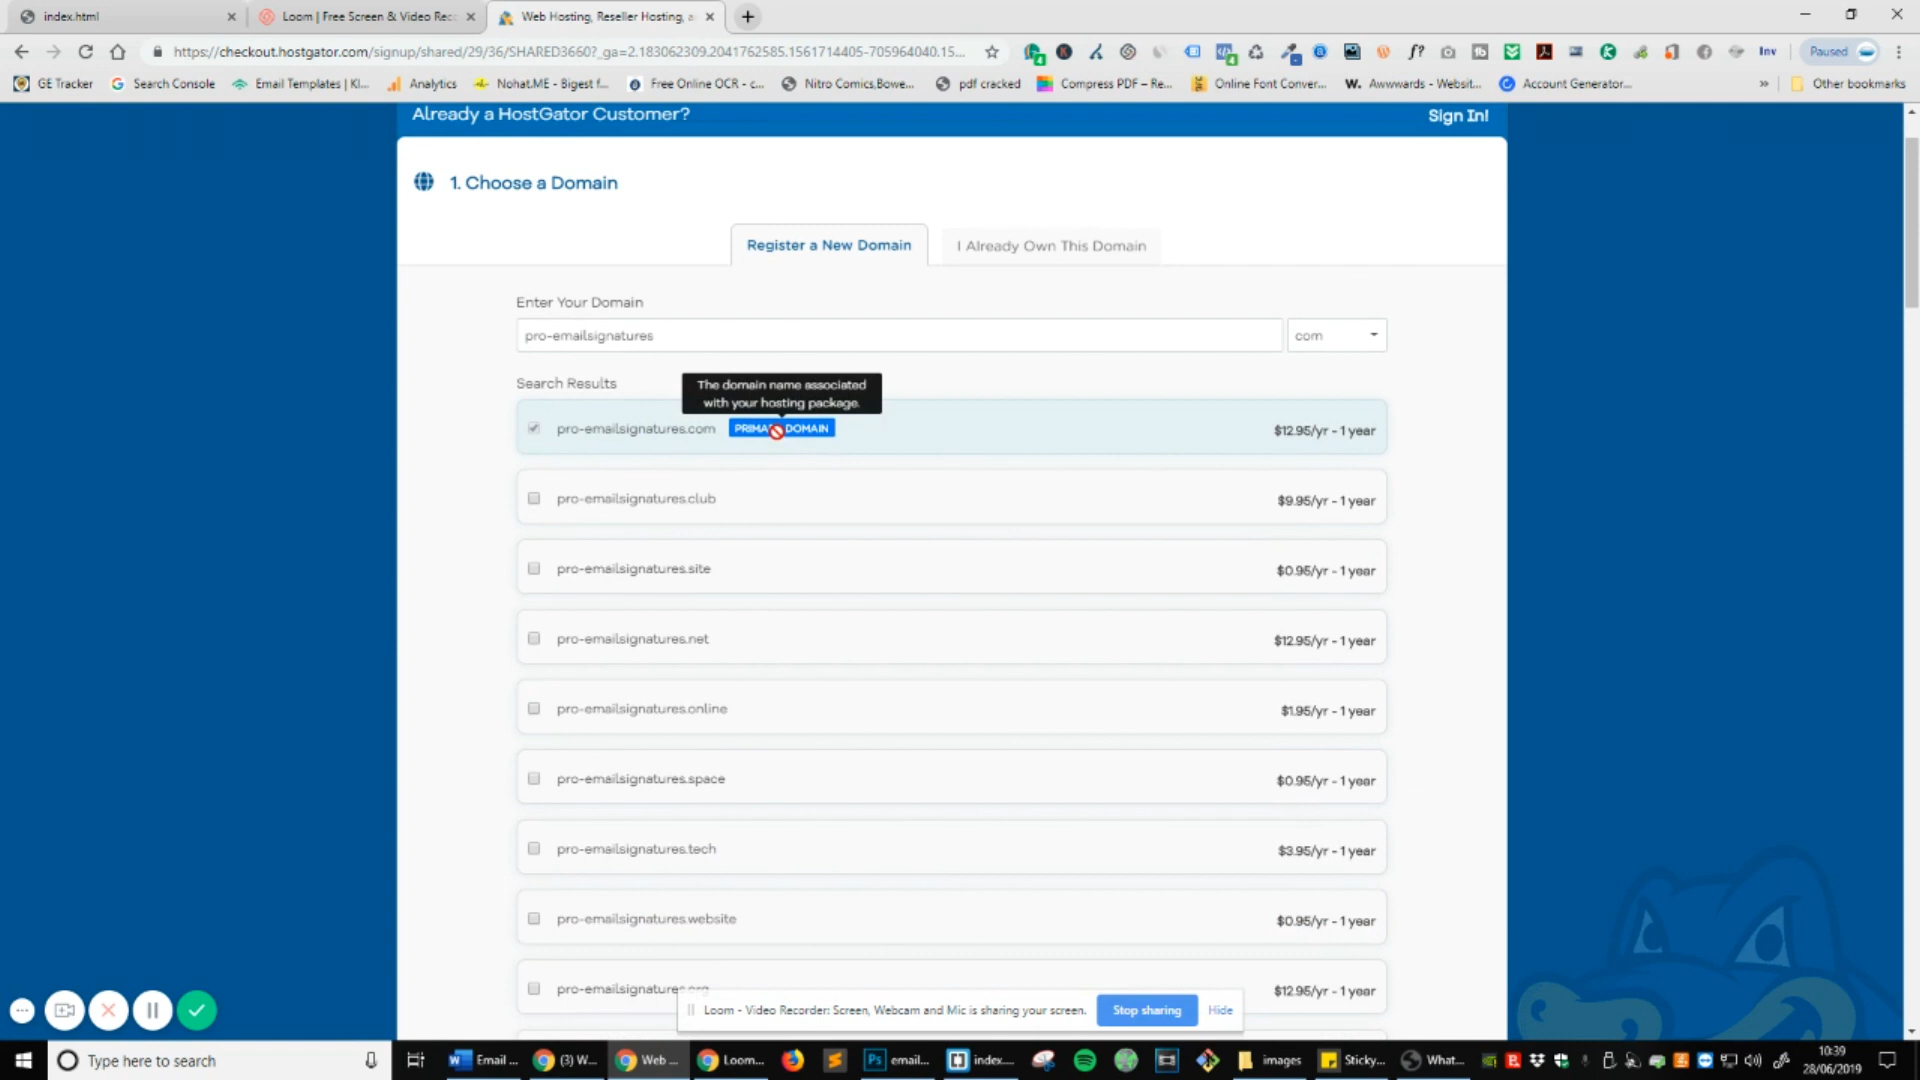 index.html
Loom | Free Screen & Video Rec
Web Hosting, Reseller Hosting, a
https://checkout.hostgator.com/signup/shared/29/36/SHARED3660?_ga=2.183062309.2041762585.1561714405-705964040.15...
Inv
Paused
GE Tracker
Search Console
Email Templates | Kl...
Analytics
Nohat.ME - Bigest f...
Free Online OCR - c...
Nitro Comics,Bowe...
pdf cracked
Compress PDF – Re...
Online Font Conver...
W. Awwwards - Websit...
Account Generator...
Other bookmarks
Already a HostGator Customer?
Sign In!
1. Choose a Domain
Register a New Domain
I Already Own This Domain
Enter Your Domain
pro-emailsignatures
com
Search Results
The domain name associated
with your hosting package.
pro-emailsignatures.com
DOMAIN
$12.95/yr - 1 year
pro-emailsignatures.club
$9.95/yr - 1 year
pro-emailsignatures.site
$0.95/yr - 1 year
pro-emailsignatures.net
$12.95/yr - 1 year
pro-emailsignatures.online
$1.95/yr - 1 year
pro-emailsignatures.space
$0.95/yr - 1 year
pro-emailsignatures.tech
$3.95/yr - 1 year
pro-emailsignatures.website
$0.95/yr - 1 year
pro-emailsignatures.org
$12.95/yr - 1 year
Loom - Video Recorder: Screen, Webcam and Mic is sharing your screen.
Stop sharing
Hide
Type here to search
Email ...
(3) W...
Web ...
Loom...
Ps
email...
index....
images
Sticky...
What...
10:39
28/06/2019